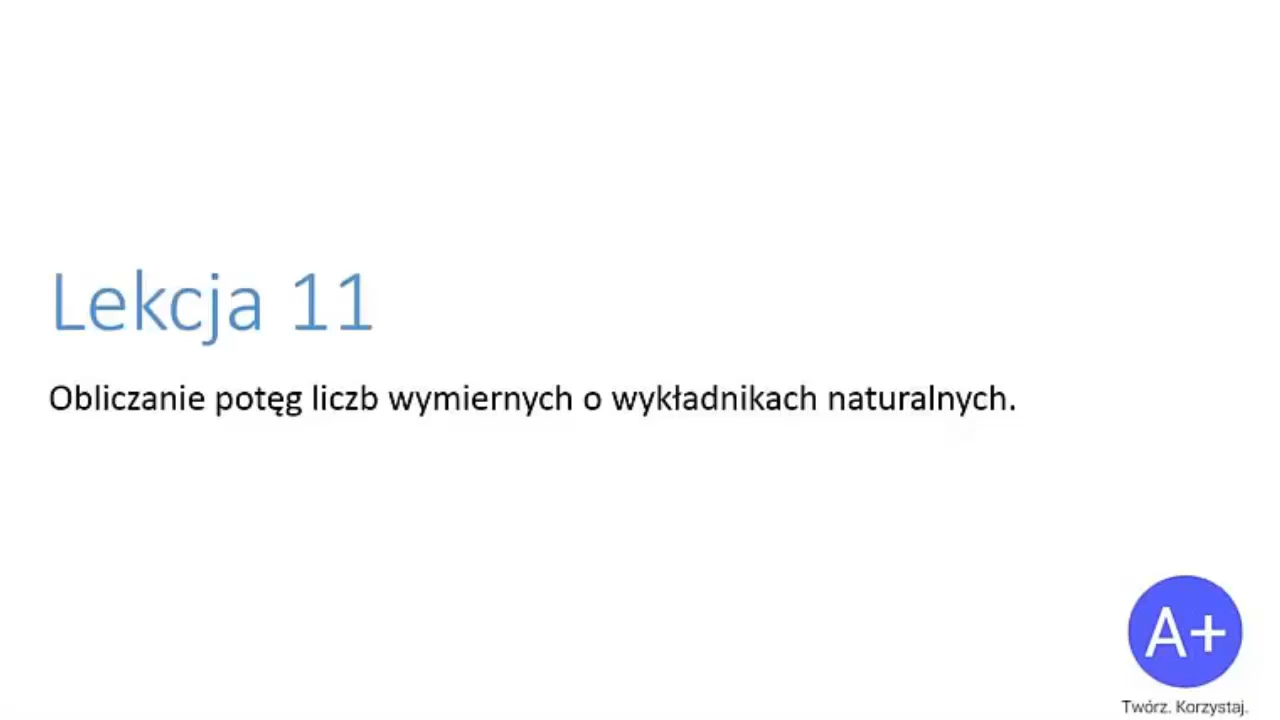 Lekcja 11
Obliczanie potęg liczb wymiernych o wykładnikach naturalnych.
A+
Twórz. Korzystaj.